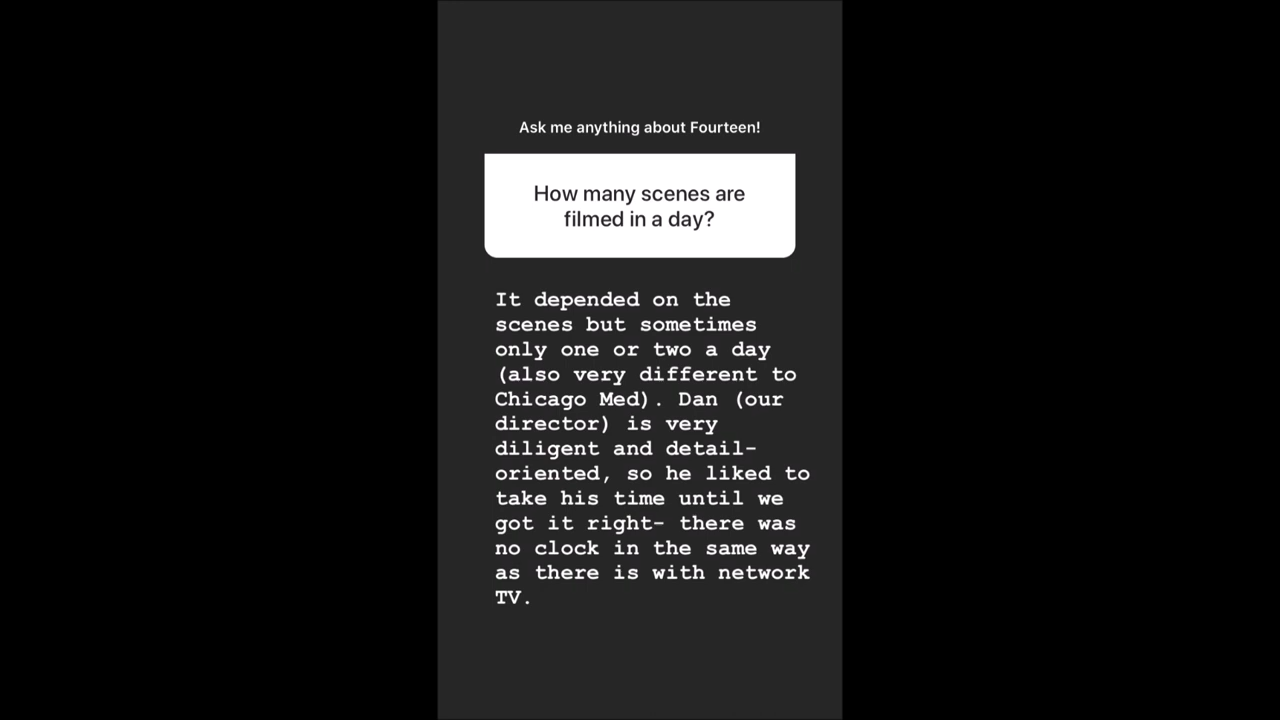 Ask me anything about Fourteen!
How many scenes are
filmed in a day?
It depended on the
scenes but sometimes
only one or two a day
(also very different to
Chicago Med). Dan (our
director) is very
diligent and detail-
oriented, so he liked to
take his time until we
got it right- there was
no clock in the same way
as there is with network
TV.